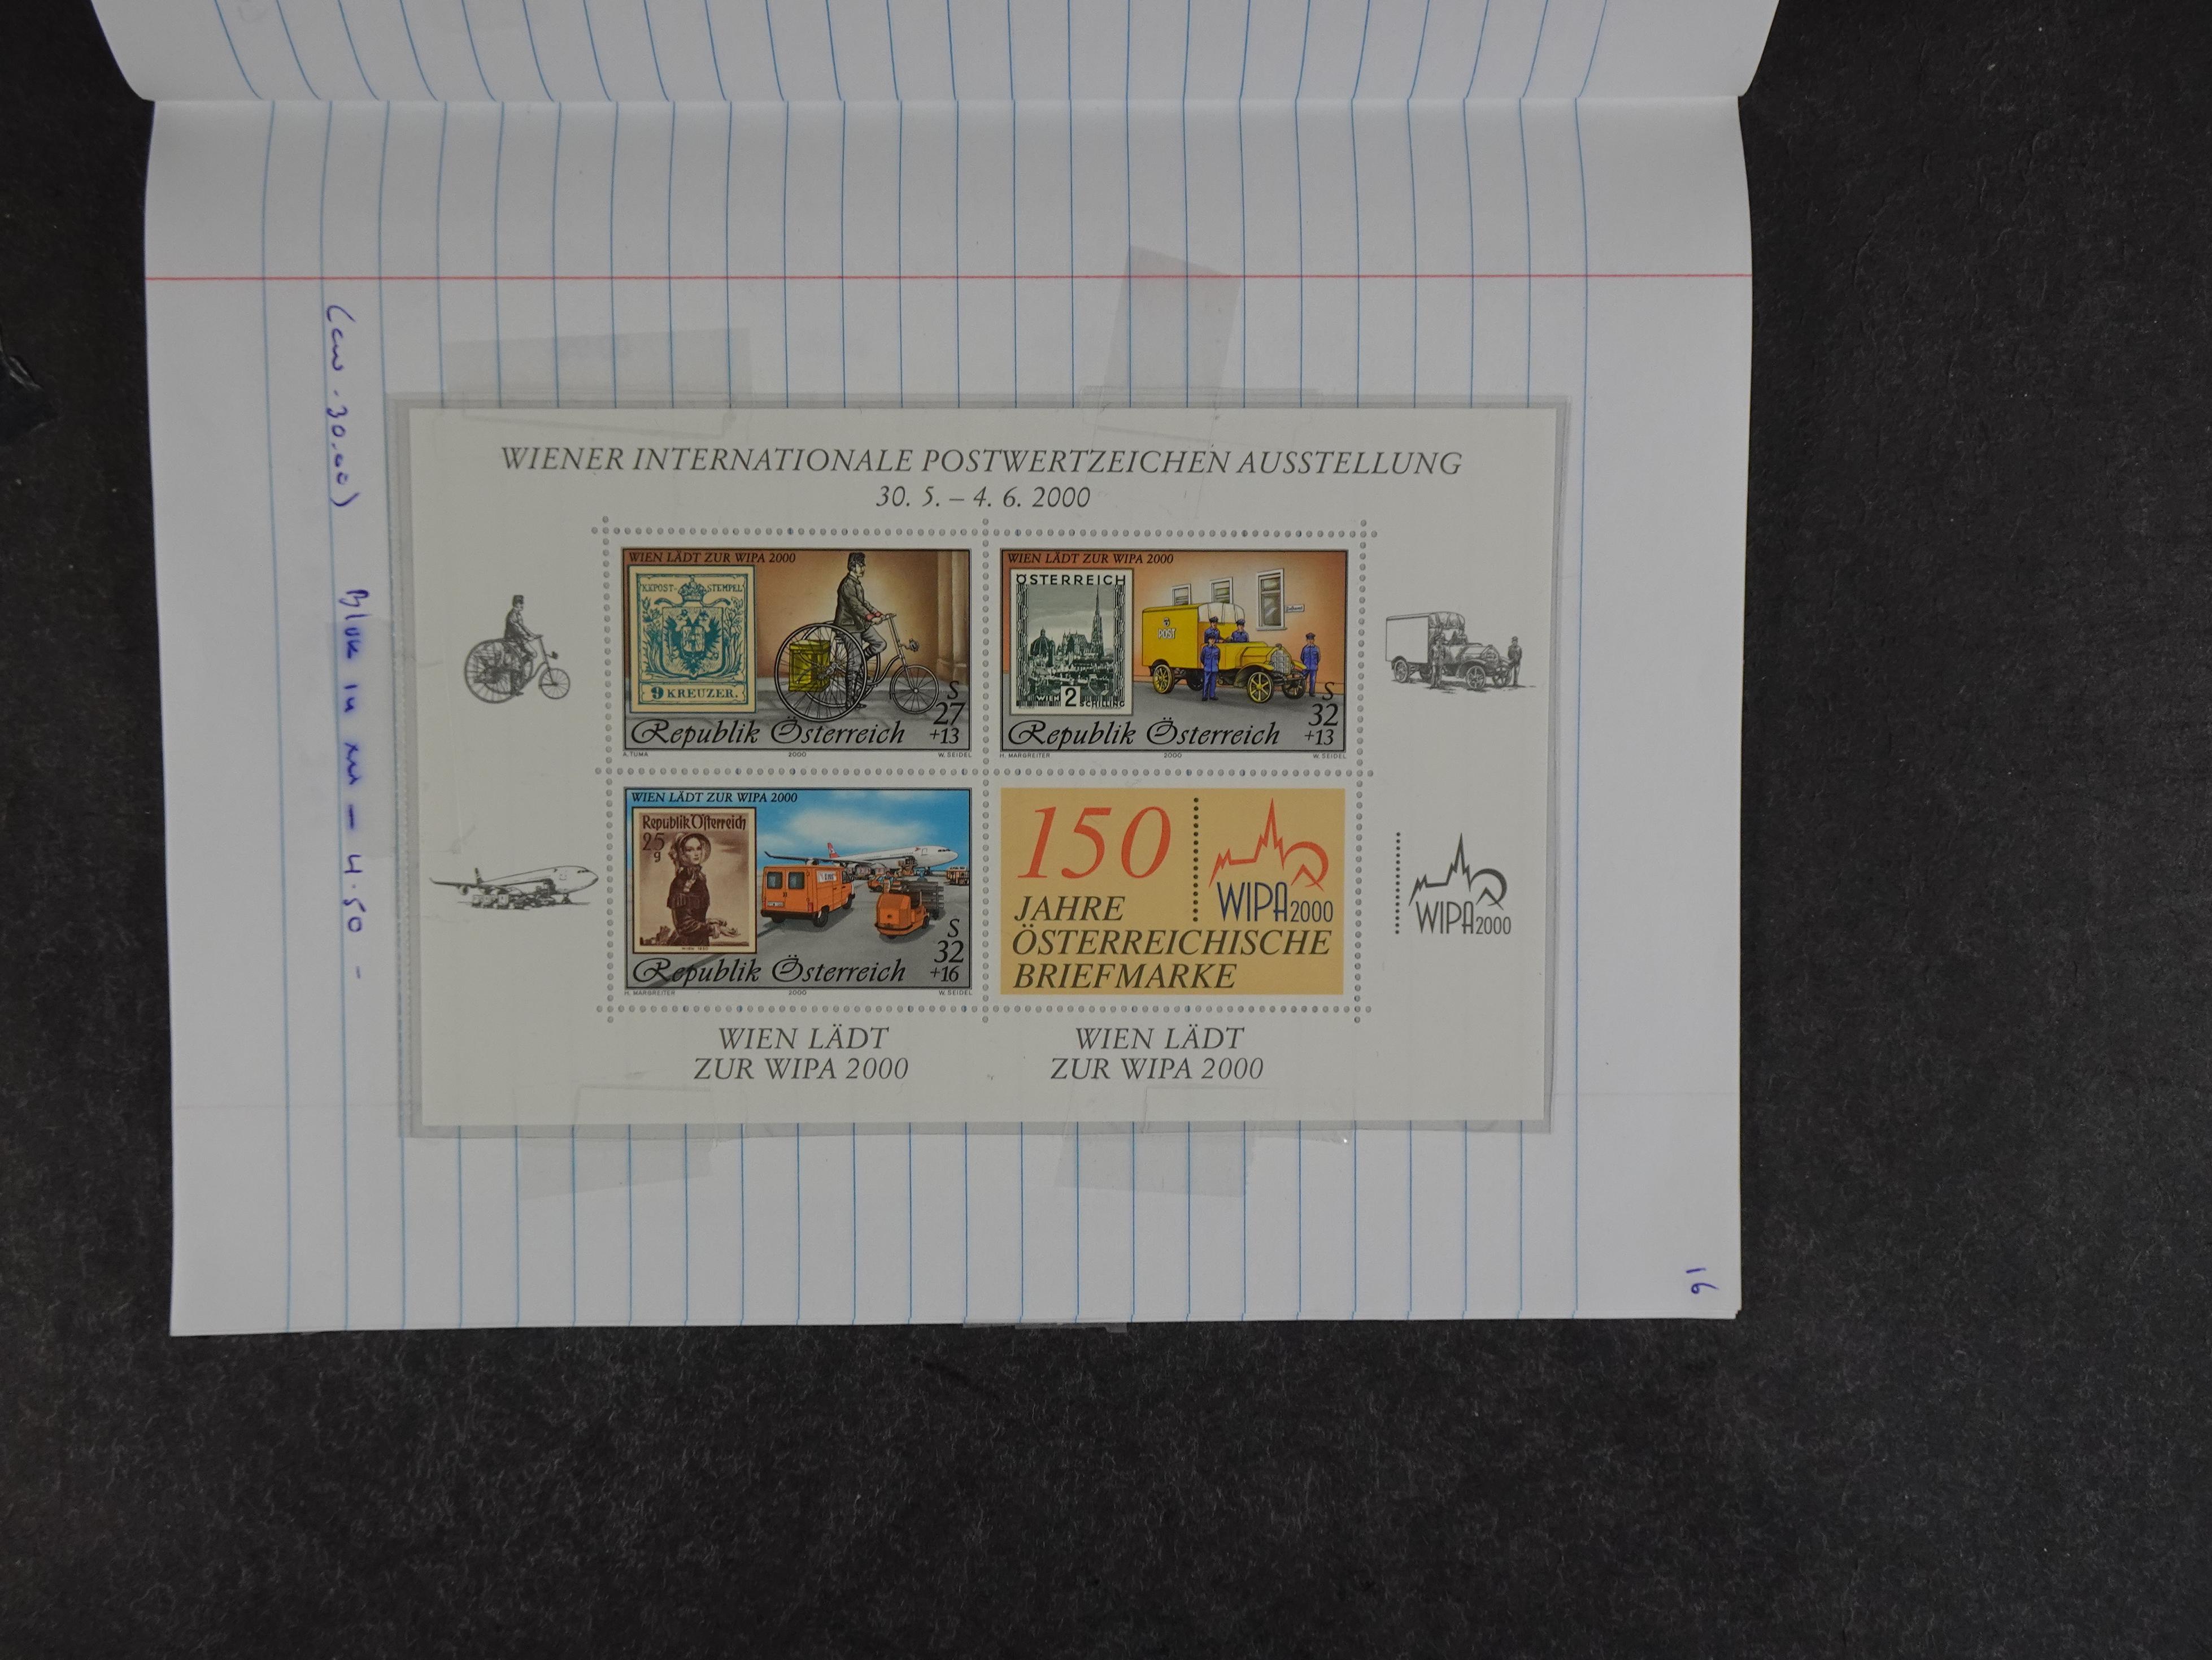 WIENER INTERNATIONALE POSTWERTZEICHEN AUSSTELLUNG
30. 5. – 4. 6. 2000
WIEN LÄDT ZUR WIPA 2000
KKPOST-STEMPEL
9 KREUZER.
S
27
+13
Republik Österreich
A. TUMA
2000
W. SEIDEL
WIEN LÄDT ZUR WIPA 2000
ÖSTERREICH
POST
WIEN 2 SCHILLING
S
32
+13
Republik Österreich
H. MARGREITER
2000
W. SEIDEL
WIEN LÄDT ZUR WIPA 2000
Republik Österreich
25
g
S
32
+16
Republik Österreich
H. MARGREITER
2000
W. SEIDEL
150
JAHRE
ÖSTERREICHISCHE
BRIEFMARKE
WIPA2000
WIPA2000
WIEN LÄDT
ZUR WIPA 2000
WIEN LÄDT
ZUR WIPA 2000
(cw - 30.00)
Blok in – 4.50 -
16